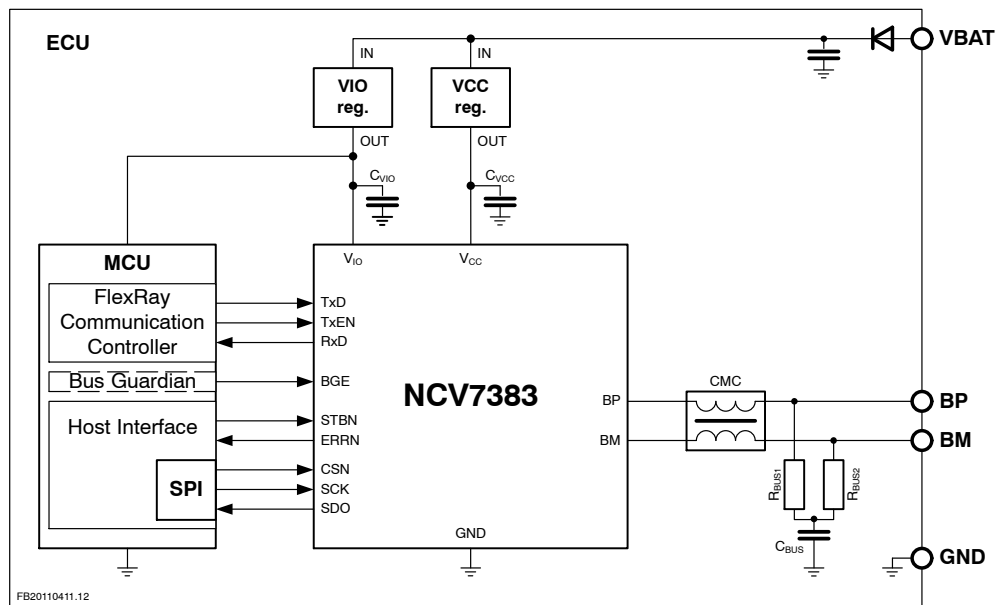 ECU
VBAT
IN
IN
VIO
reg.
VCC
reg.
OUT
OUT
CVIO
CVCC
MCU
VIO
VCC
FlexRay
Communication
Controller
TxD
TxEN
RxD
Bus Guardian
BGE
NCV7383
CMC
Host Interface
STBN
ERRN
BP
BM
BP
BM
SPI
CSN
SCK
SDO
RBUS1
RBUS2
GND
CBUS
GND
FB20110411.12